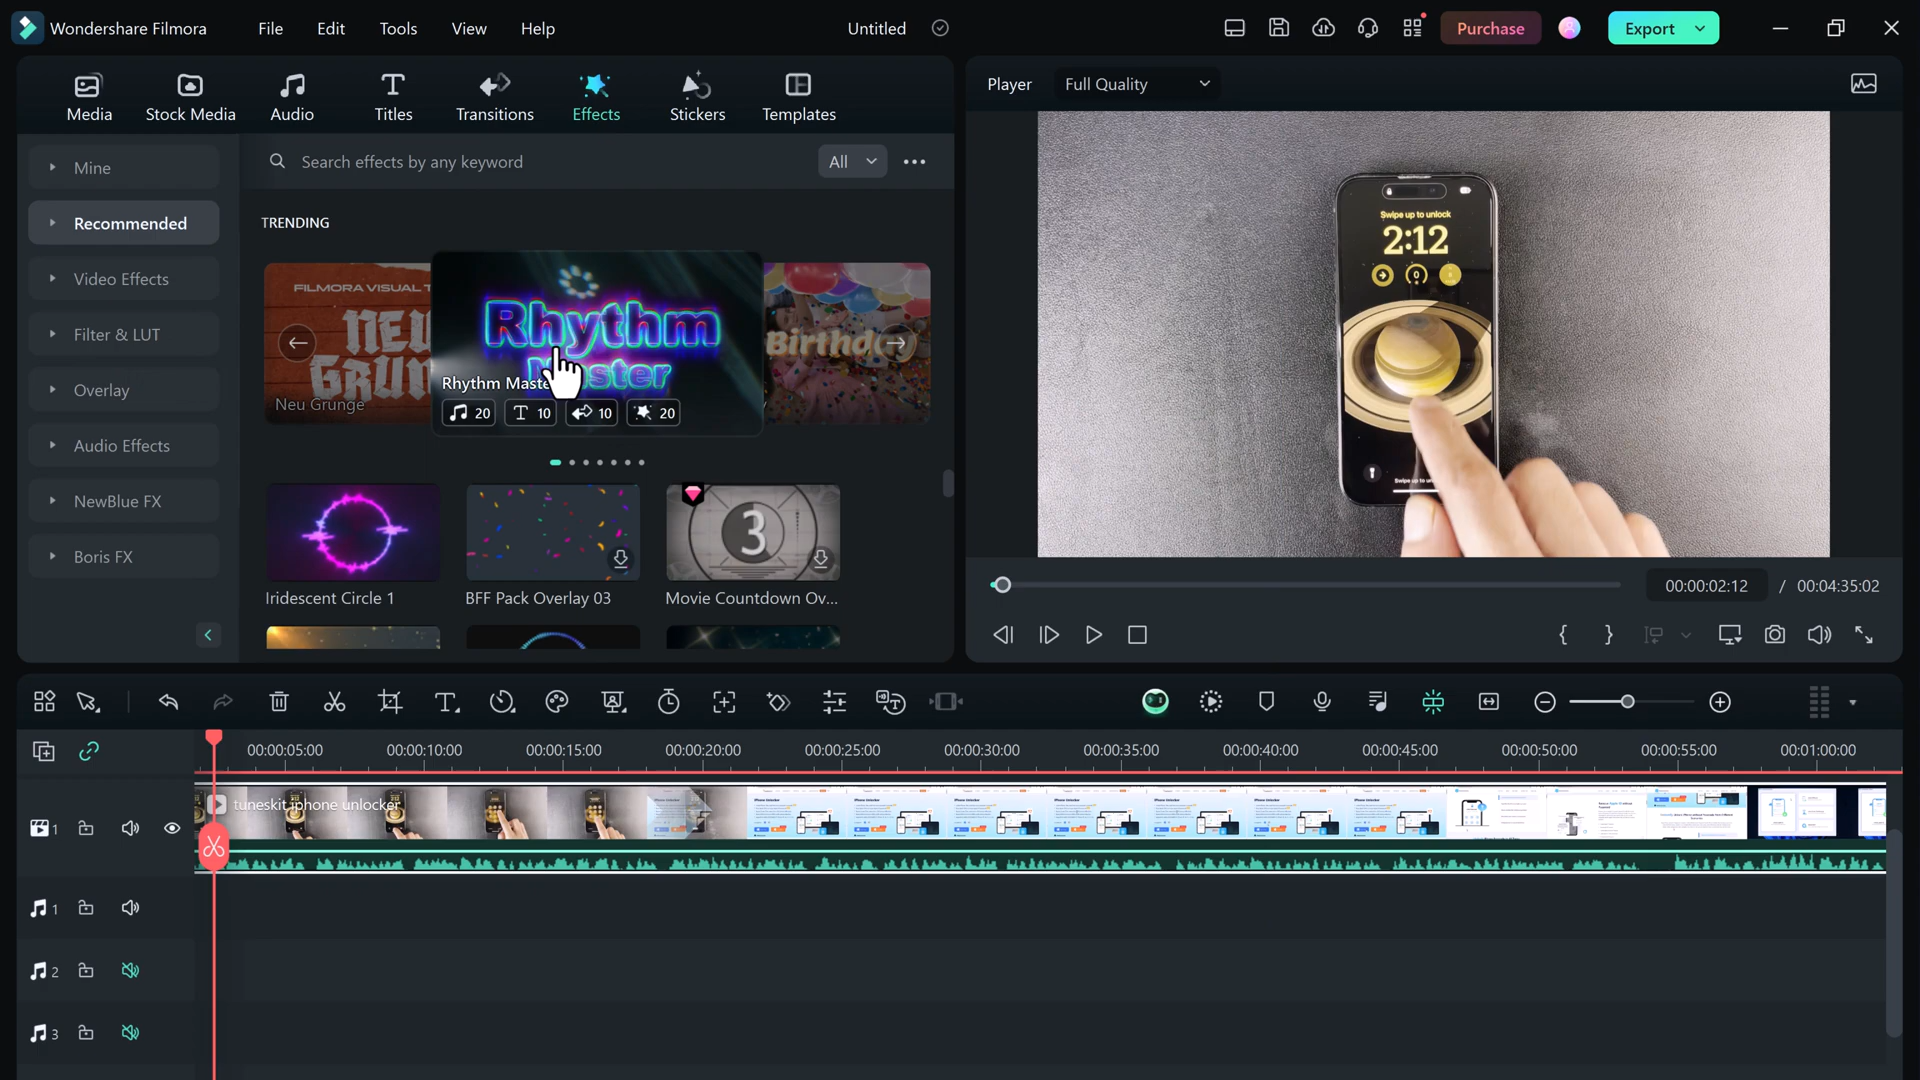 Wondershare Filmora File Edit Tools View Help Untitled Purchase Export
Media Stock Media Audio Titles Transitions Effects Stickers Templates
Player Full Quality
Search effects by any keyword All
Mine
Recommended
Video Effects
Filter & LUT
Overlay
Audio Effects
NewBlue FX
Boris FX
TRENDING
FILMORA VISUAL T
NEU
GRUN
Neu Grunge
Rhythm
Master
Rhythm Maste
20 10 10 20
Birthday
3
Iridescent Circle 1 BFF Pack Overlay 03 Movie Countdown Ov...
Swipe up to unlock
2:12
0
Swipe up to un
00:00:02:12 / 00:04:35:02
{ }
00:00:05:00 00:00:10:00 00:00:15:00 00:00:20:00 00:00:25:00 00:00:30:00 00:00:35:00 00:00:40:00 00:00:45:00 00:00:50:00 00:00:55:00 00:01:00:00
tuneskit iphone unlocker
1
1
2
3